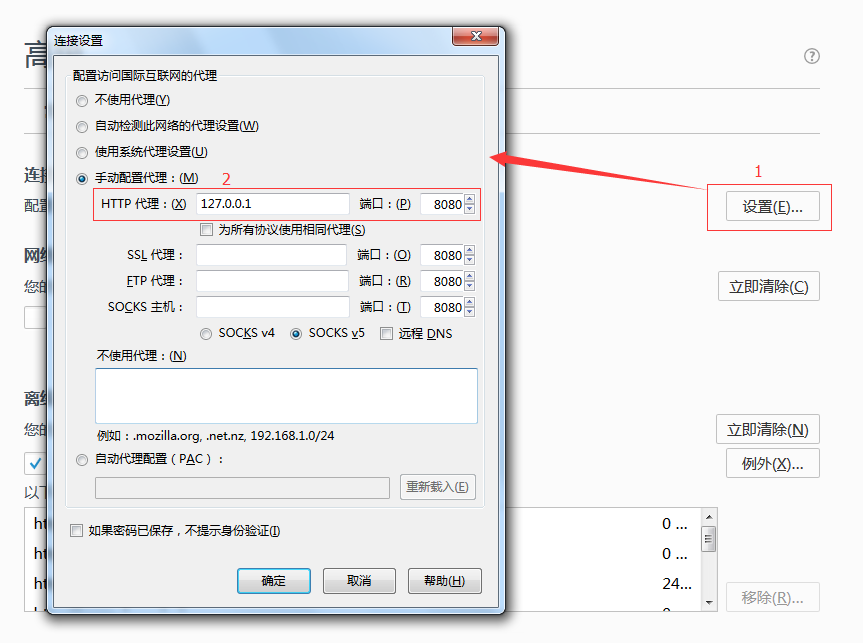 连接设置
高
配置访问国际互联网的代理
不使用代理(Y)
自动检测此网络的代理设置(W)
使用系统代理设置(U)
手动配置代理：(M)
2
1
连接
HTTP 代理：(X) 127.0.0.1 端口：(P) 8080
设置(E)...
配置
为所有协议使用相同代理(S)
SSL 代理： 端口：(O) 8080
网络
FTP 代理： 端口：(R) 8080
您的
立即清除(C)
SOCKS 主机： 端口：(T) 8080
SOCKS v4 SOCKS v5 远程 DNS
不使用代理：(N)
离线
您的
立即清除(N)
例如：.mozilla.org, .net.nz, 192.168.1.0/24
自动代理配置（PAC）：
例外(X)...
重新载入(E)
以下
如果密码已保存，不提示身份验证(I)
ht 0 ...
ht 0 ...
ht 24...
确定 取消 帮助(H)
移除(R)...